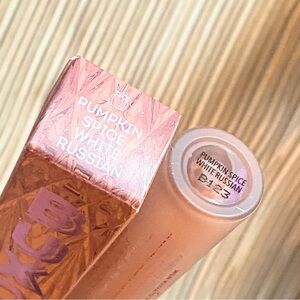 PUMPKIN
SPICE
WHITE
RUSSIAN
PUMPKIN SPICE
WHITE RUSSIAN
B123